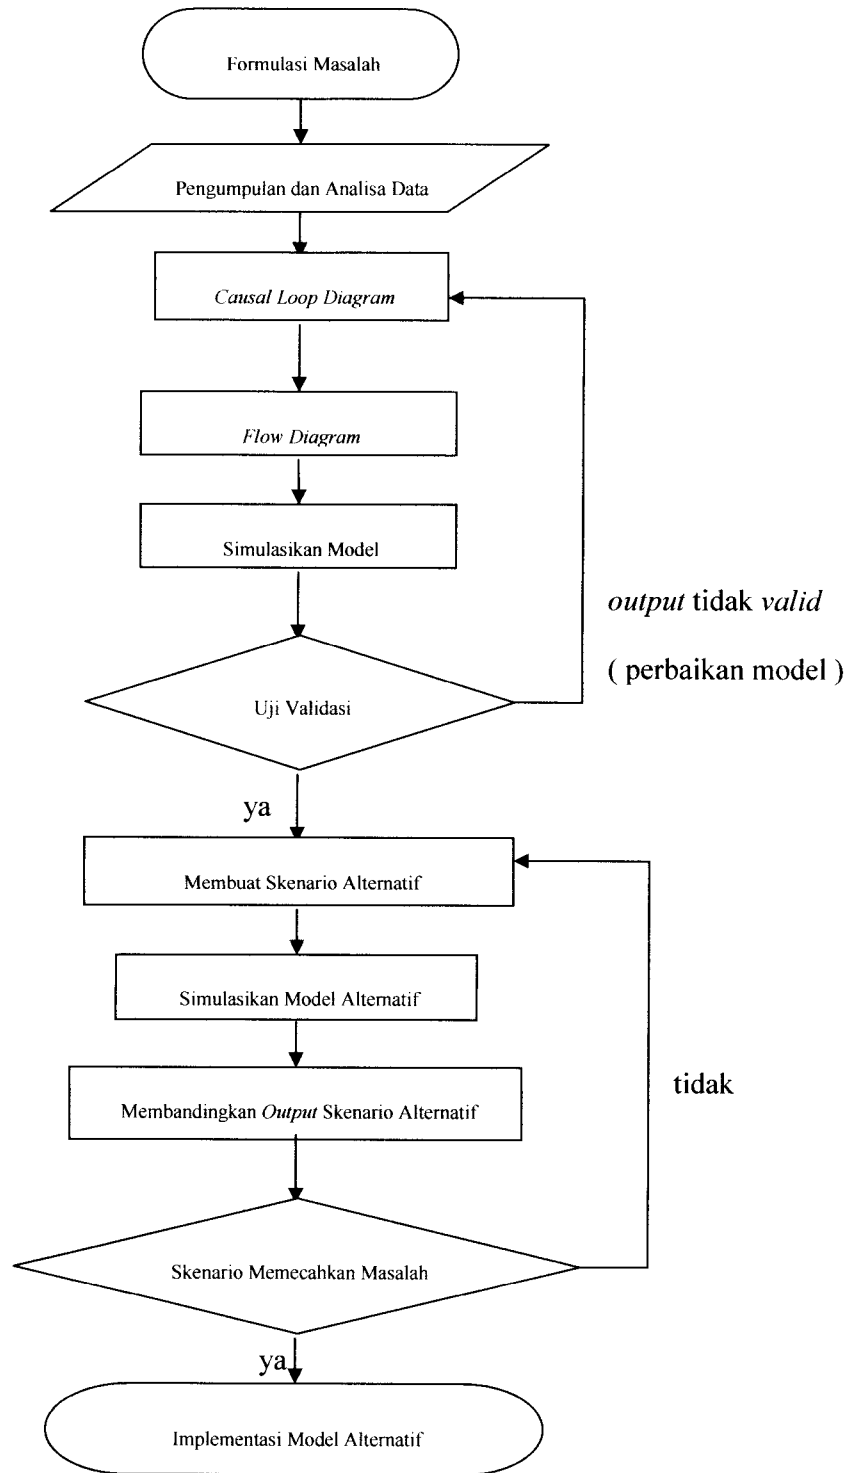 Formulasi Masalah
Pengumpulan dan Analisa Data
Causal Loop Diagram
Flow Diagram
Simulasikan Model
output tidak valid
( perbaikan model )
Uji Validasi
ya
Membuat Skenario Alternatif
Simulasikan Model Alternatif
tidak
Membandingkan Output Skenario Alternatif
Skenario Memecahkan Masalah
ya
Implementasi Model Alternatif